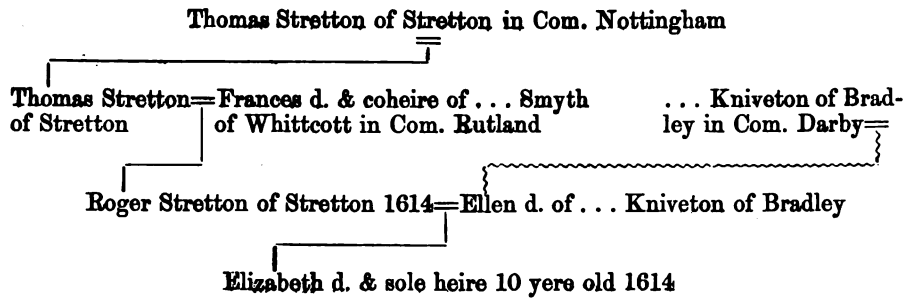 Thomas Stretton of Stretton in Com. Nottingham
Thomas Stretton=Frances d. & coheire of . . . Smyth
of Stretton
of Whittcott in Com. Rutland
. . . Kniveton of Brad-
ley in Com. Darby=
Roger Stretton of Stretton 1614=Ellen d. of . . . Kniveton of Bradley
Elizabeth d. & sole heire 10 yere old 1614